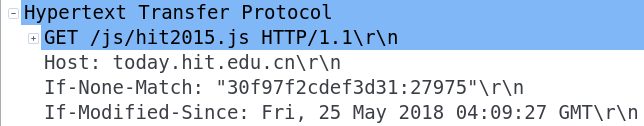 Hypertext Transfer Protocol
GET /js/hit2015.js HTTP/1.1\r\n
Host: today.hit.edu.cn\r\n
If-None-Match: "30f97f2cdef3d31:27975"\r\n
If-Modified-Since: Fri, 25 May 2018 04:09:27 GMT\r\n